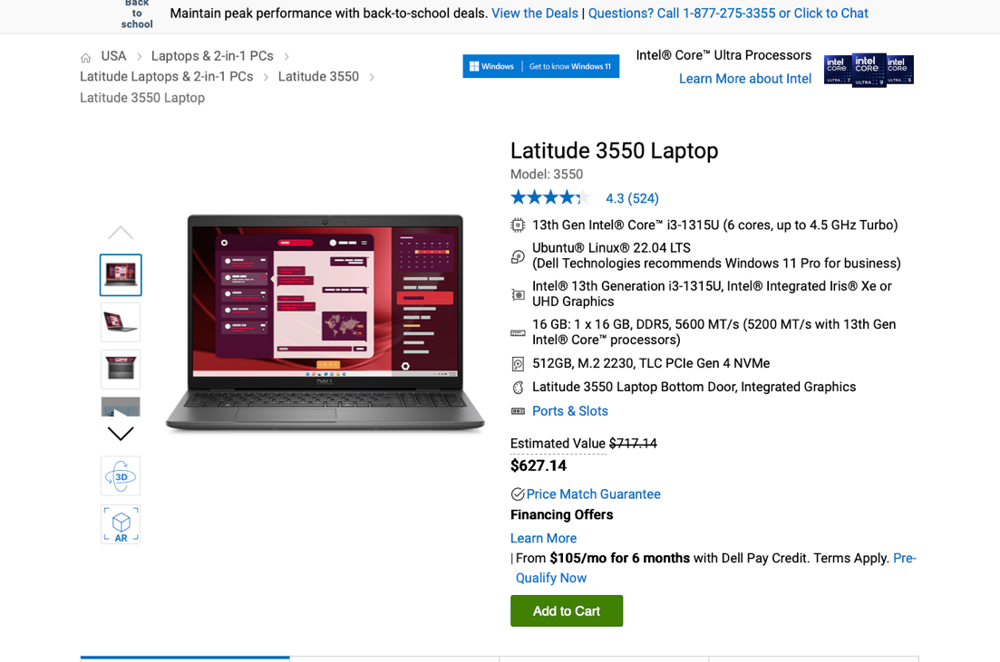 Back
to
school
Maintain peak performance with back-to-school deals. View the Deals | Questions? Call 1-877-275-3355 or Click to Chat
USA > Laptops & 2-in-1 PCs >
Latitude Laptops & 2-in-1 PCs > Latitude 3550 >
Latitude 3550 Laptop
Windows | Get to know Windows 11
Intel® Core™ Ultra Processors
Learn More about Intel
intel
CORE
ULTRA 7
intel
CORE
ULTRA 9
intel
CORE
ULTRA 5
Latitude 3550 Laptop
Model: 3550
4.3 (524)
13th Gen Intel® Core™ i3-1315U (6 cores, up to 4.5 GHz Turbo)
Ubuntu® Linux® 22.04 LTS
(Dell Technologies recommends Windows 11 Pro for business)
Intel® 13th Generation i3-1315U, Intel® Integrated Iris® Xe or
UHD Graphics
16 GB: 1 x 16 GB, DDR5, 5600 MT/s (5200 MT/s with 13th Gen
Intel® Core™ processors)
512GB, M.2 2230, TLC PCIe Gen 4 NVMe
Latitude 3550 Laptop Bottom Door, Integrated Graphics
Ports & Slots
Estimated Value $717.14
$627.14
Price Match Guarantee
Financing Offers
Learn More
| From $105/mo for 6 months with Dell Pay Credit. Terms Apply. Pre-
Qualify Now
Add to Cart
DELL
3D
AR